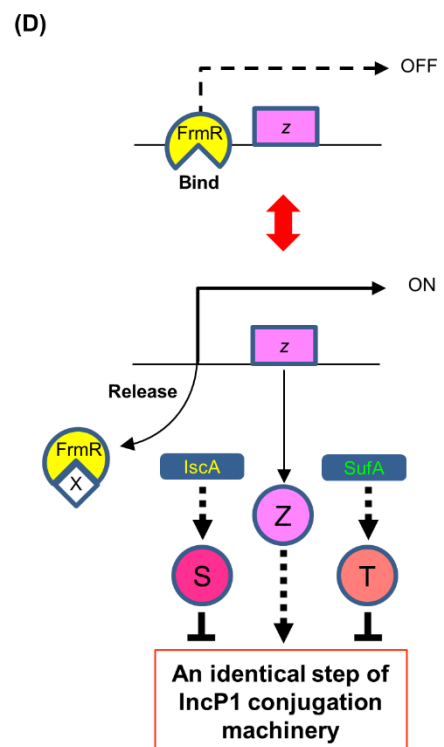 (D)
OFF
FrmR
z
Bind
ON
z
Release
FrmR
X
IscA
SufA
Z
S
T
An identical step of
IncP1 conjugation
machinery